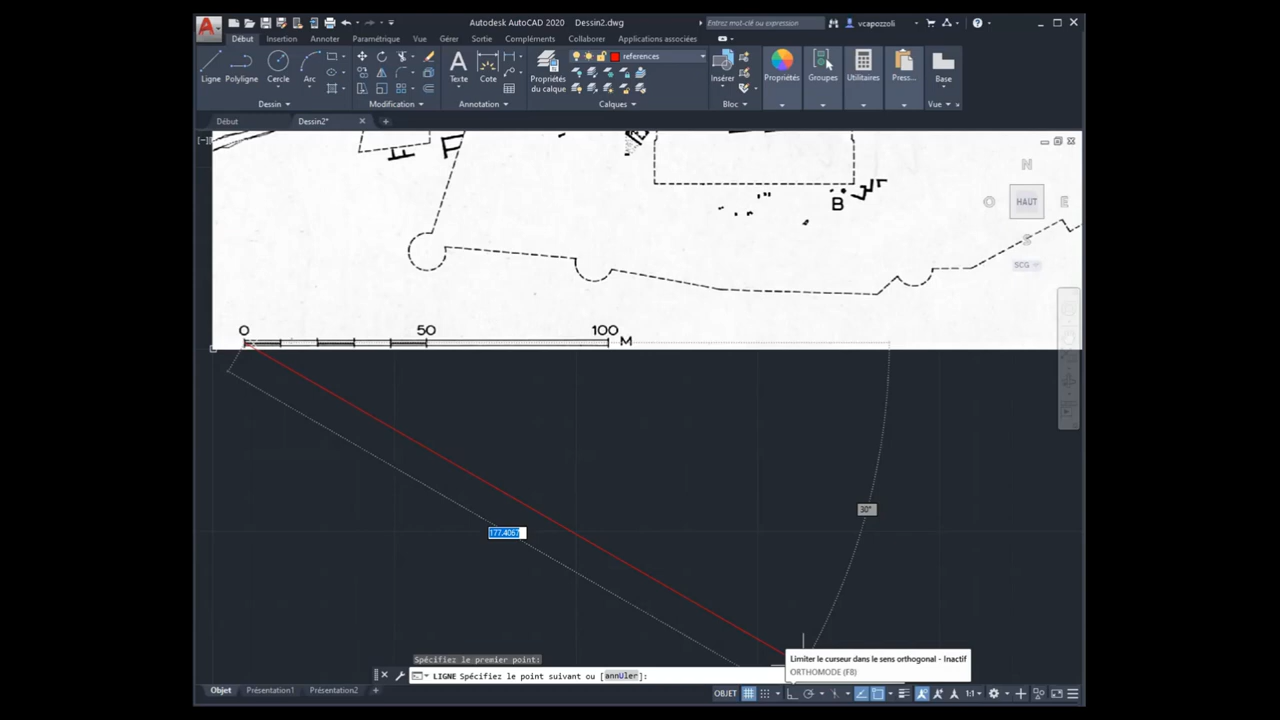 Autodesk AutoCAD 2020 Dessin2.dwg
Entrez mot-clé ou expression
vcapozzoli
Début Insertion Annoter Paramétrique Vue Gérer Sortie Compléments Collaborer Applications associées
references
Ligne Polyligne Cercle Arc Texte Cote Propriétés du calque Insérer Propriétés Groupes Utilitaires Press... Base
Dessin Modification Annotation Calques Bloc Vue
Début Dessin2*
[–]
N
B
O HAUT E
S
SCG
0 50 100
M
30°
177.4067
Limiter le curseur dans le sens orthogonal - Inactif
Spécifiez le premier point:
ORTHOMODE (F8)
LIGNE Spécifiez le point suivant ou [annUler]:
Objet Présentation1 Présentation2 +
OBJET 1:1